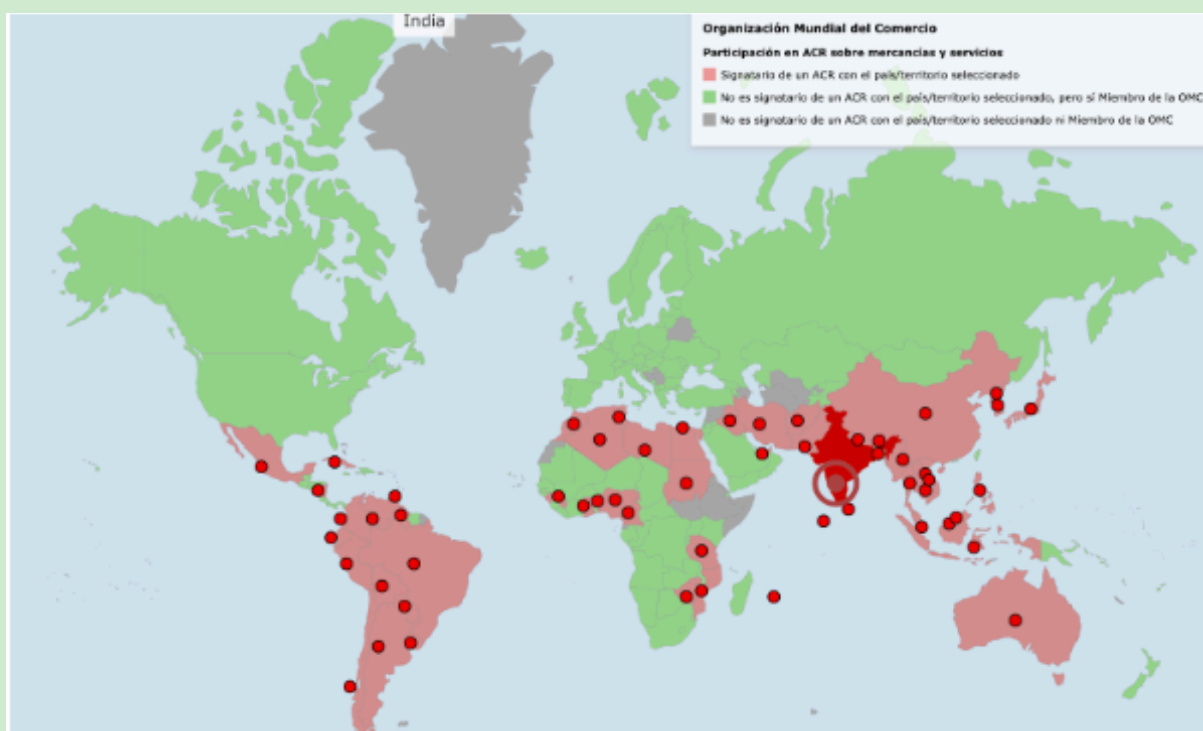 India
Organización Mundial del Comercio
Participación en ACR sobre mercancías y servicios
Signatario de un ACR con el país/territorio seleccionado
No es signatario de un ACR con el país/territorio seleccionado, pero sí Miembro de la OMC
No es signatario de un ACR con el país/territorio seleccionado ni Miembro de la OMC